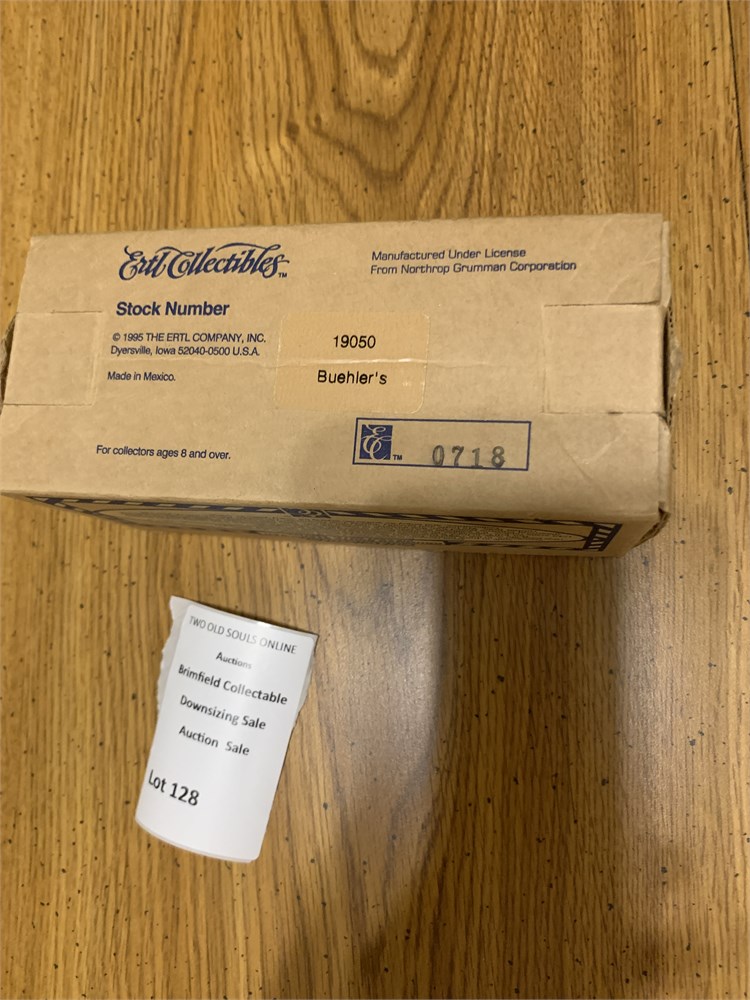 Ertl Collectibles™
Manufactured Under License
From Northrop Grumman Corporation
Stock Number
© 1995 THE ERTL COMPANY, INC.
Dyersville, Iowa 52040-0500 U.S.A.
Made in Mexico.
19050
Buehler's
For collectors ages 8 and over.
EC™ 0718
TWO OLD SOULS ONLINE
Auctions
Brimfield Collectable
Downsizing Sale
Auction Sale
Lot 128